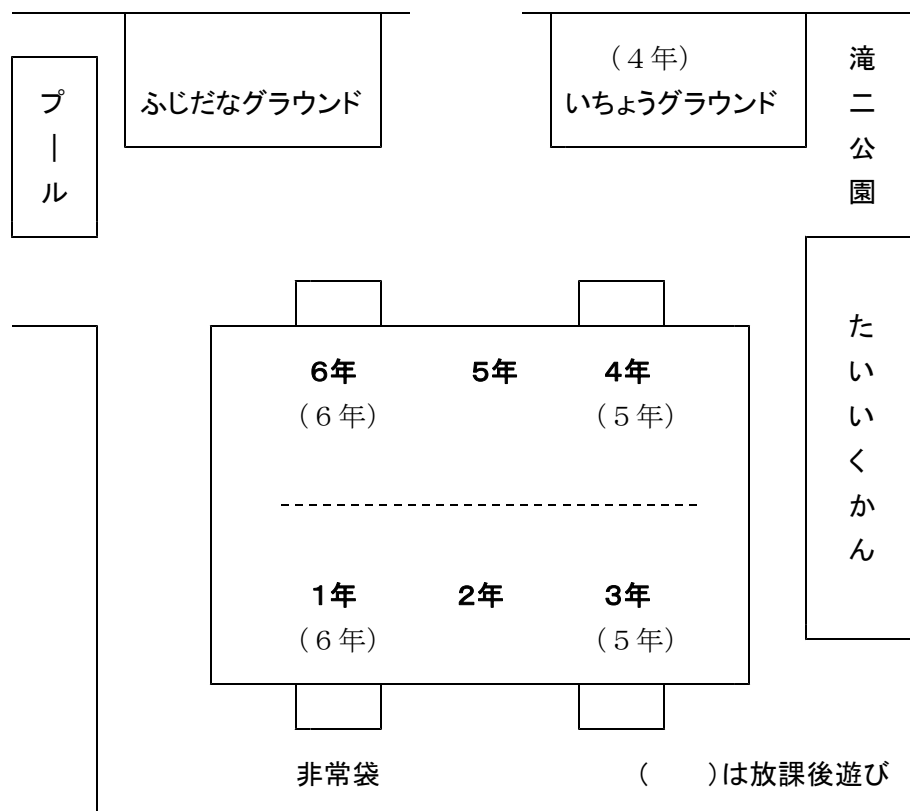 (４年)
ふじだなグラウンド
いちょうグラウンド
プール
滝二公園
6年 5年 4年
(６年) (５年)
たいいくかん
1年 2年 3年
(６年) (５年)
非常袋 ( )は放課後遊び